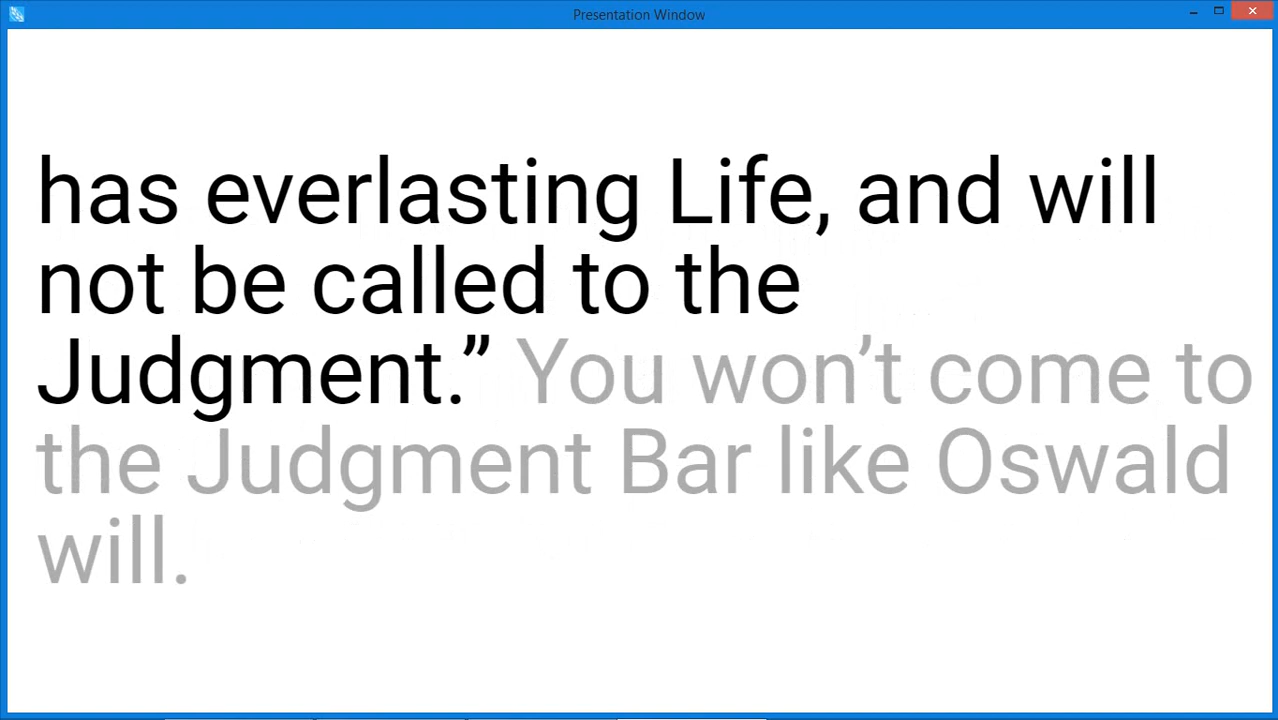 Presentation Window
has everlasting Life, and will
not be called to the
Judgment.” You won’t come to
the Judgment Bar like Oswald
will.